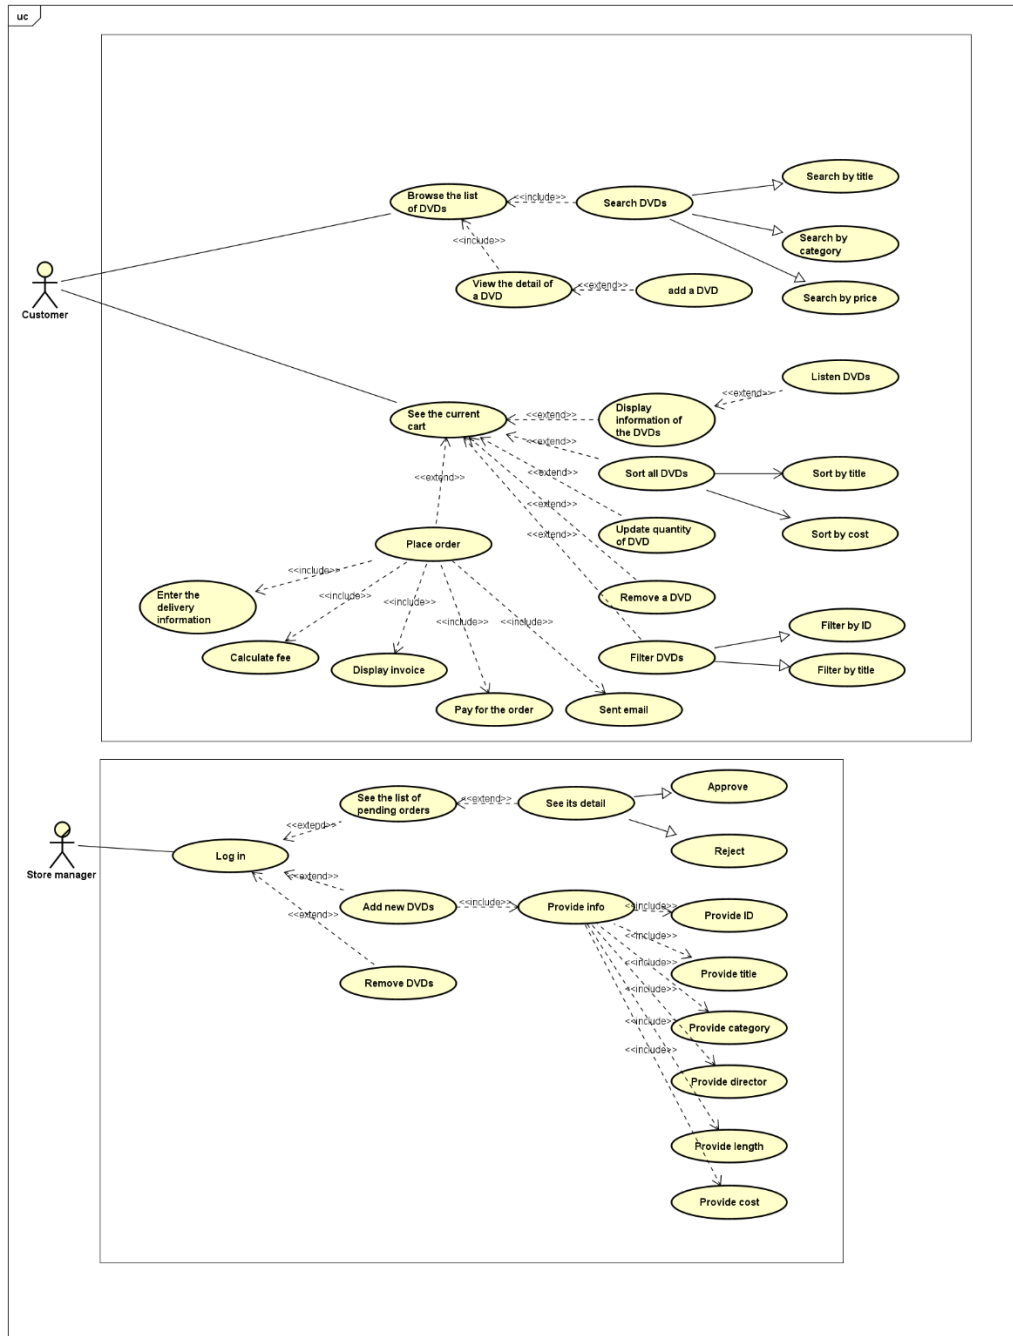 uc
Search by title
Browse the list
of DVDs
<<include>>
Search DVDs
Search by
category
<<include>>
View the detail of
a DVD
<<extend>>
add a DVD
Search by price
Customer
Listen DVDs
<<extend>>
See the current
cart
<<extend>>
Display
information of
the DVDs
<<extend>>
Sort all DVDs
Sort by title
<<extend>>
<<extend>>
<<extend>>
Update quantity
of DVD
Sort by cost
<<extend>>
Place order
<<include>>
Enter the
delivery
information
<<include>>
<<include>>
<<include>>
<<include>>
Remove a DVD
Filter by ID
Calculate fee
Display invoice
Filter DVDs
Filter by title
Pay for the order
Sent email
See the list of
pending orders
<<extend>>
See its detail
Approve
<<extend>>
Store manager
Log in
Reject
<<extend>>
Add new DVDs
<<include>>
Provide info
<<include>>
Provide ID
<<extend>>
<<include>>
Provide title
<<include>>
Remove DVDs
<<include>>
<<include>>
Provide category
<<include>>
Provide director
Provide length
Provide cost